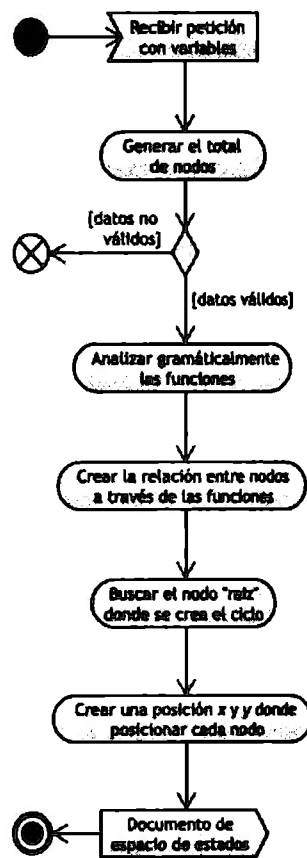 Recibir petición
con variables
Generar el total
de nodos
[datos no
válidos]
[datos válidos]
Analizar gramáticalmente
las funciones
Crear la relación entre nodos
a través de las funciones
Buscar el nodo "raíz"
donde se crea el ciclo
Crear una posición x y y donde
posicionar cada nodo
Documento de
espacio de estados